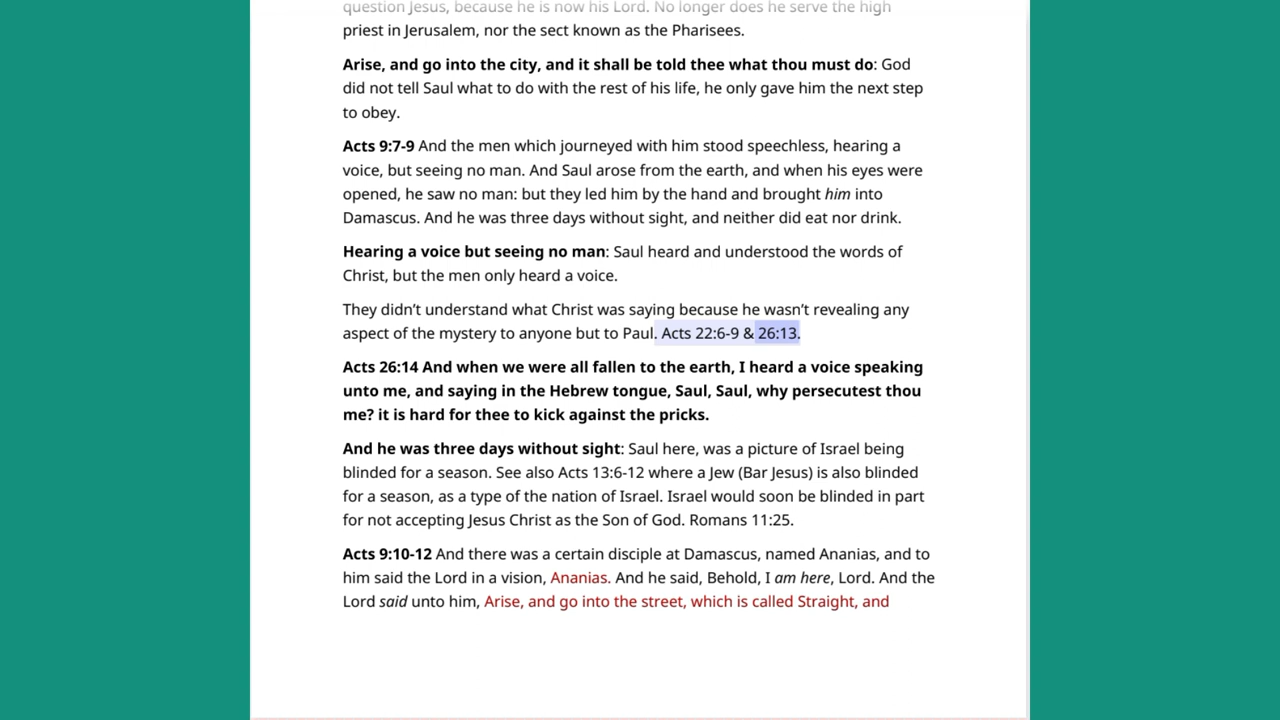 question Jesus, because he is now his Lord. No longer does he serve the high
priest in Jerusalem, nor the sect known as the Pharisees.
Arise, and go into the city, and it shall be told thee what thou must do: God
did not tell Saul what to do with the rest of his life, he only gave him the next step
to obey.
Acts 9:7-9 And the men which journeyed with him stood speechless, hearing a
voice, but seeing no man. And Saul arose from the earth, and when his eyes were
opened, he saw no man: but they led him by the hand and brought him into
Damascus. And he was three days without sight, and neither did eat nor drink.
Hearing a voice but seeing no man: Saul heard and understood the words of
Christ, but the men only heard a voice.
They didn’t understand what Christ was saying because he wasn’t revealing any
aspect of the mystery to anyone but to Paul. Acts 22:6-9 & 26:13.
Acts 26:14 And when we were all fallen to the earth, I heard a voice speaking
unto me, and saying in the Hebrew tongue, Saul, Saul, why persecutest thou
me? it is hard for thee to kick against the pricks.
And he was three days without sight: Saul here, was a picture of Israel being
blinded for a season. See also Acts 13:6-12 where a Jew (Bar Jesus) is also blinded
for a season, as a type of the nation of Israel. Israel would soon be blinded in part
for not accepting Jesus Christ as the Son of God. Romans 11:25.
Acts 9:10-12 And there was a certain disciple at Damascus, named Ananias, and to
him said the Lord in a vision, Ananias. And he said, Behold, I am here, Lord. And the
Lord said unto him, Arise, and go into the street, which is called Straight, and